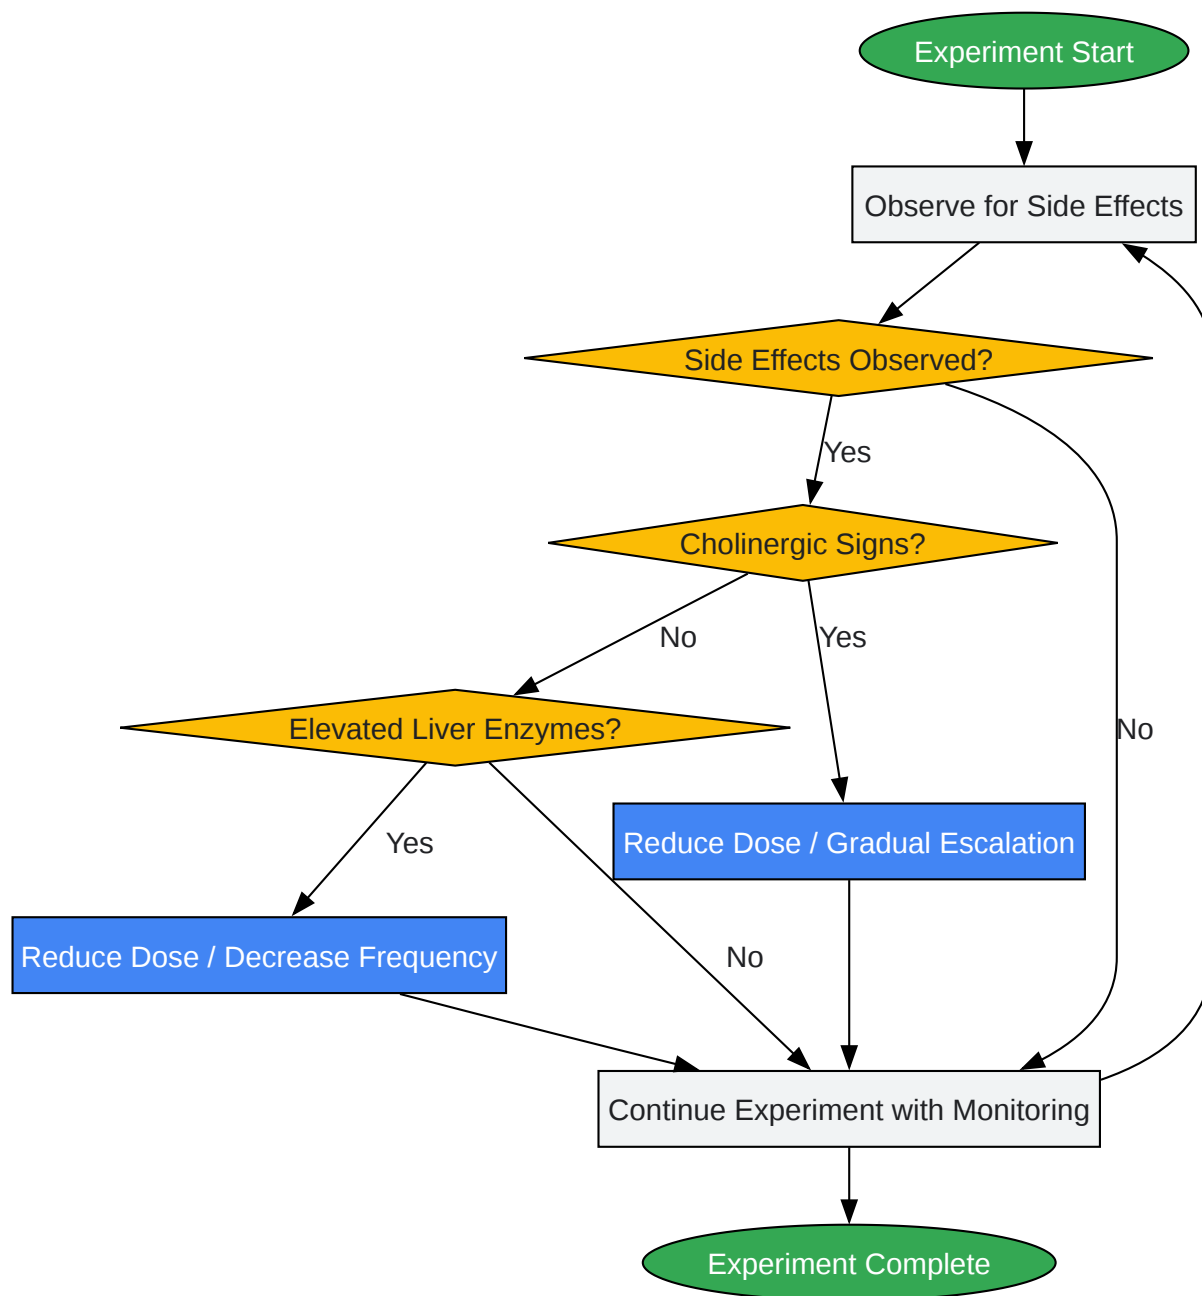 Experiment Start
Observe for Side Effects
Side Effects Observed?
Yes
Cholinergic Signs?
No
Yes
Elevated Liver Enzymes?
No
Yes
Reduce Dose / Gradual Escalation
Reduce Dose / Decrease Frequency
No
Continue Experiment with Monitoring
Experiment Complete